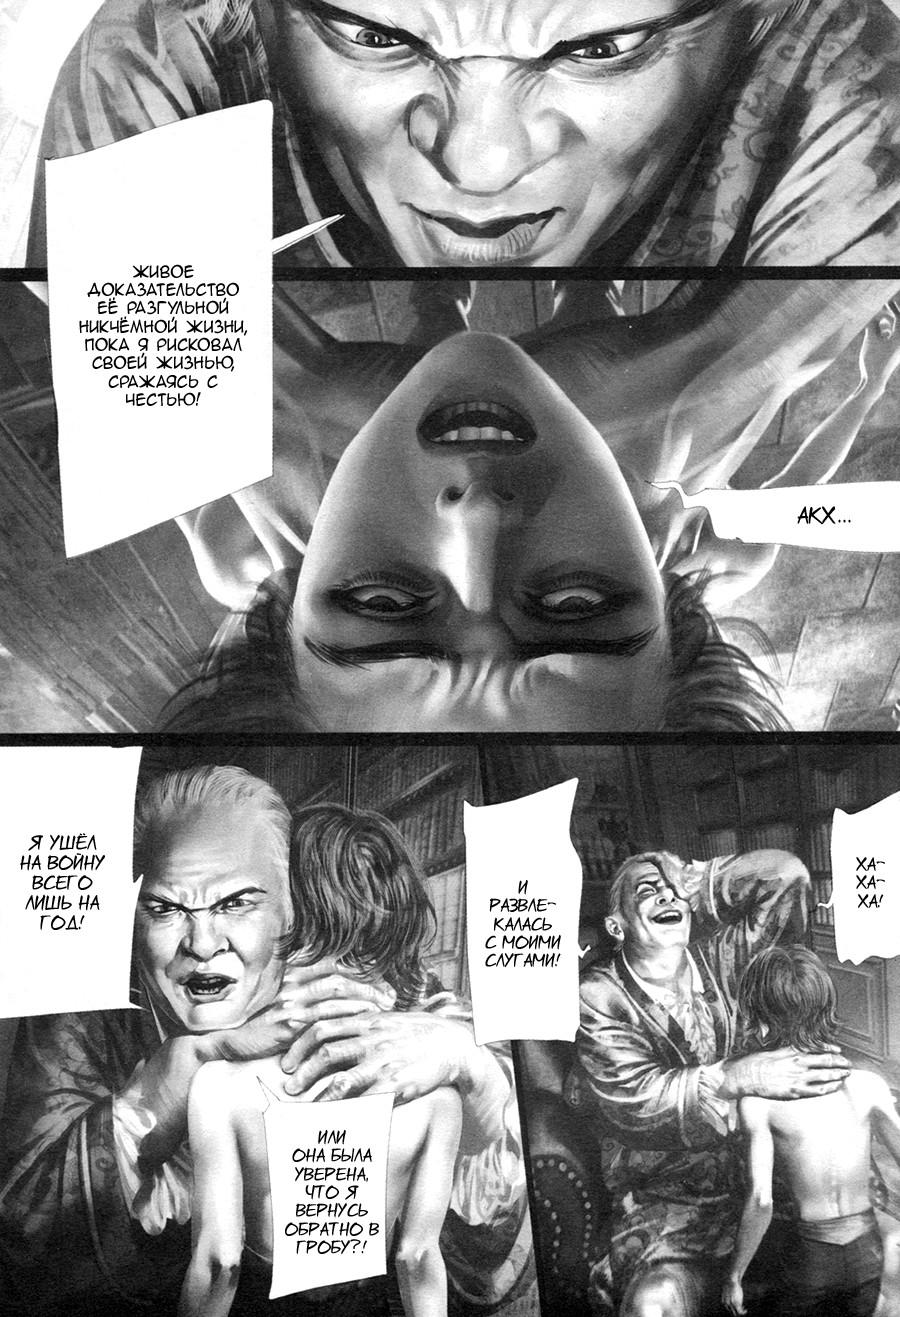 ЖИВОЕ
ДОКАЗАТЕЛЬСТВО
ЕЁ РАЗГУЛЬНОЙ
НИКЧЁМНОЙ ЖИЗНИ,
ПОКА Я РИСКОВАЛ
СВОЕЙ ЖИЗНЬЮ,
СРАЖАЯСЬ С
ЧЕСТЬЮ!
АКХ...
Я УШЁЛ
НА ВОЙНУ
ВСЕГО
ЛИШЬ НА
ГОД!
ИЛИ
ОНА БЫЛА
УВЕРЕНА,
ЧТО Я
ВЕРНУСЬ
ОБРАТНО В
ГРОБУ?!
И
РАЗВЛЕ-
КАЛАСЬ
С МОИМИ
СЛУГАМИ!
ХА-
ХА-
ХА!